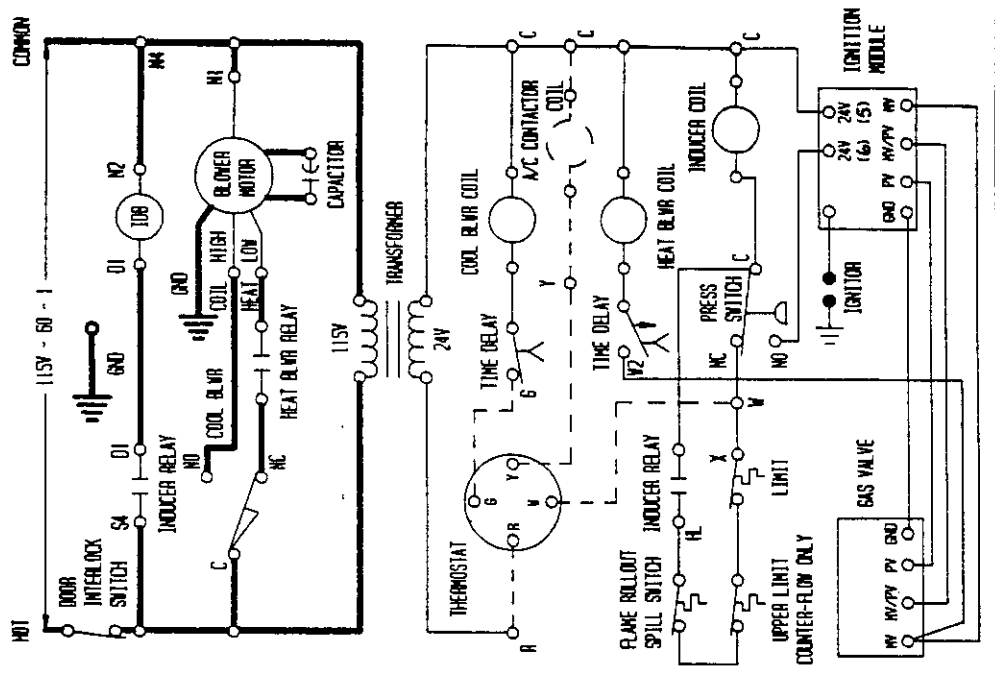 COMMON
115V - 60 - 1
HOT
N4
N2
IDB
D1
GND
D1
INDUCER RELAY
S4
DOOR
INTERLOCK
SWITCH
N1
BLOWER
MOTOR
CAPACITOR
GND
HIGH
LOW
COIL
HEAT
COOL BLWR
HEAT BLWR RELAY
NO
NC
C
115V
TRANSFORMER
24V
C
COOL BLWR COIL
TIME DELAY
G
C
A/C CONTACTOR
COIL
Y
THERMOSTAT
G
Y
R
W
R
HEAT BLWR COIL
TIME DELAY
W2
C
INDUCER COIL
C
PRESS
SWITCH
NC
NO
W
INDUCER RELAY
HL
FLAME ROLLOUT
SPILL SWITCH
X
LIMIT
UPPER LIMIT
COUNTER-FLOW ONLY
IGNITION
MODULE
24V
(5)
24V
(6)
MV
MV/PV
PV
GND
IGNITOR
GAS VALVE
GND
PV
MV/PV
MV